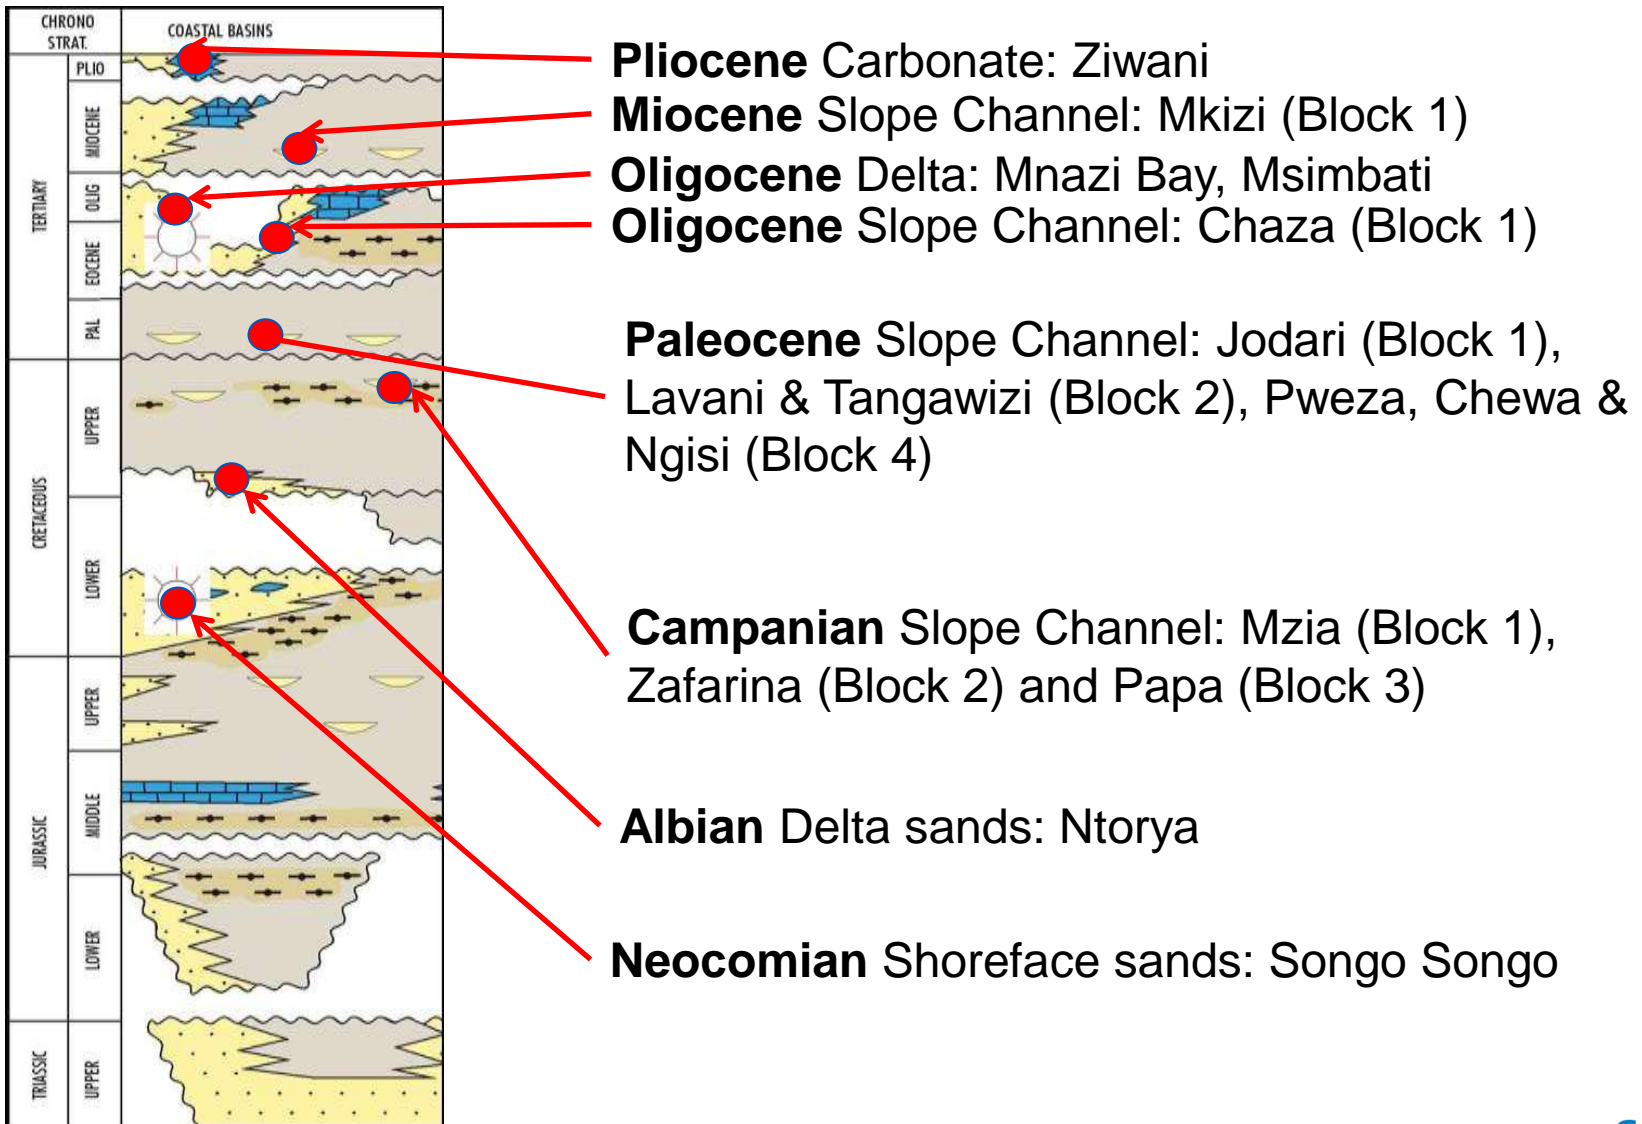 CHRONO
STRAT.
COASTAL BASINS
TERTIARY
PLIO
MIOCENE
OLIG
EOCENE
PAL
CRETACEOUS
UPPER
LOWER
JURASSIC
UPPER
MIDDLE
LOWER
TRIASSIC
UPPER
Pliocene Carbonate: Ziwani
Miocene Slope Channel: Mkizi (Block 1)
Oligocene Delta: Mnazi Bay, Msimbati
Oligocene Slope Channel: Chaza (Block 1)
Paleocene Slope Channel: Jodari (Block 1),
Lavani & Tangawizi (Block 2), Pweza, Chewa &
Ngisi (Block 4)
Campanian Slope Channel: Mzia (Block 1),
Zafarina (Block 2) and Papa (Block 3)
Albian Delta sands: Ntorya
Neocomian Shoreface sands: Songo Songo